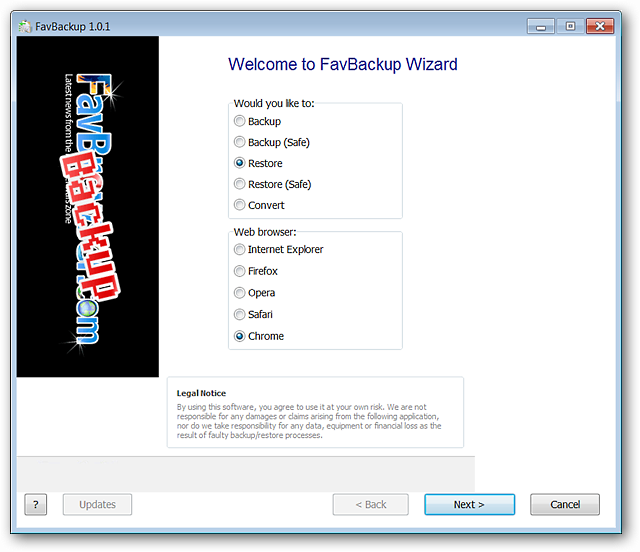 FavBackup 1.0.1
Welcome to FavBackup Wizard
Would you like to:
Backup
Backup (Safe)
Restore
Restore (Safe)
Convert
Web browser:
Internet Explorer
Firefox
Opera
Safari
Chrome
Latest news from the
zone
Backup
Legal Notice
By using this software, you agree to use it at your own risk. We are not
responsible for any damages or claims arising from the following application,
nor do we take responsibility for any data, equipment or financial loss as the
result of faulty backup/restore processes.
?
Updates
< Back
Next >
Cancel